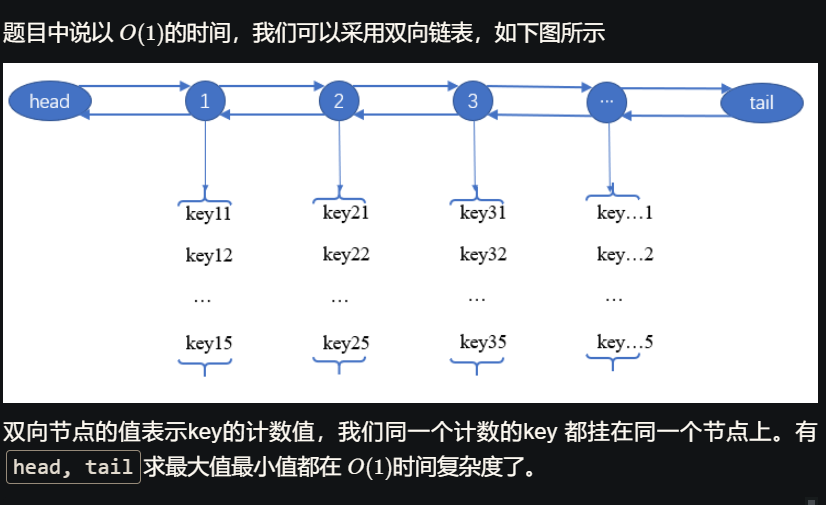 题目中说以 O(1)的时间，我们可以采用双向链表，如下图所示
head 1 2 3 ... tail
key11 key21 key31 key…1
key12 key22 key32 key…2
… … … …
key15 key25 key35 key…5
双向节点的值表示key的计数值，我们同一个计数的key 都挂在同一个节点上。有
head, tail 求最大值最小值都在 O(1)时间复杂度了。